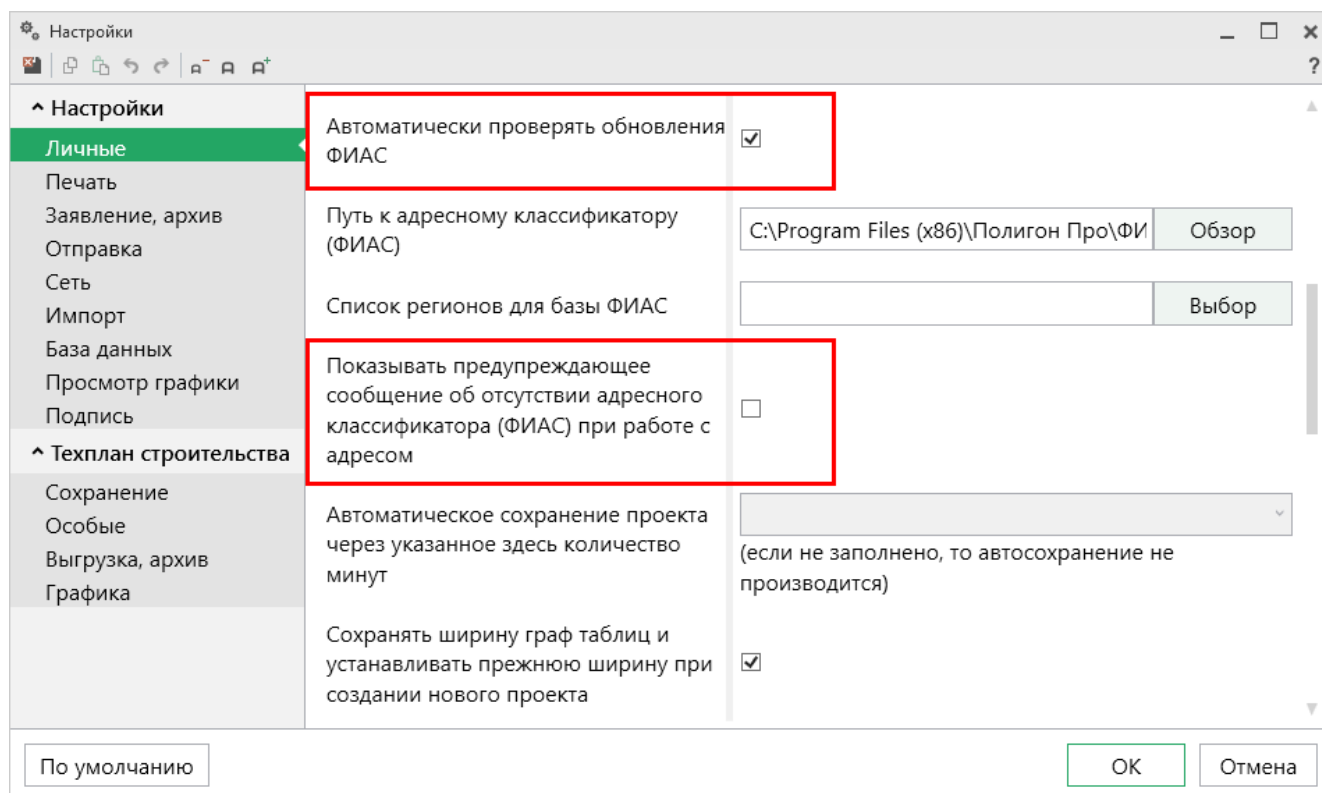 Настройки
?
Настройки
Личные
Печать
Заявление, архив
Отправка
Сеть
Импорт
База данных
Просмотр графики
Подпись
Техплан строительства
Сохранение
Особые
Выгрузка, архив
Графика
Автоматически проверять обновления
ФИАС
Путь к адресному классификатору
(ФИАС)
C:\Program Files (x86)\Полигон Про\ФИ
Обзор
Список регионов для базы ФИАС
Выбор
Показывать предупреждающее
сообщение об отсутствии адресного
классификатора (ФИАС) при работе с
адресом
Автоматическое сохранение проекта
через указанное здесь количество
минут
(если не заполнено, то автосохранение не
производится)
Сохранять ширину граф таблиц и
устанавливать прежнюю ширину при
создании нового проекта
По умолчанию
ОК
Отмена